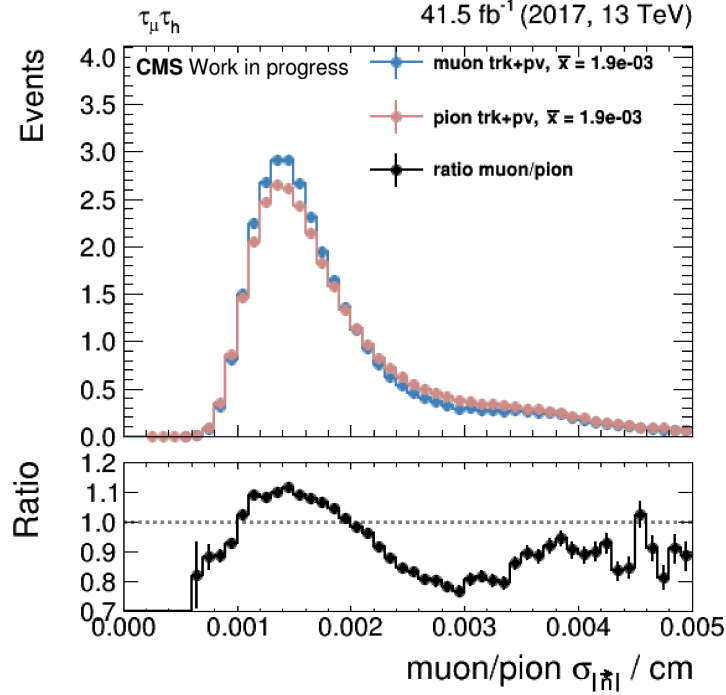 τμτh 41.5 fb⁻¹ (2017, 13 TeV)
CMS Work in progress
muon trk+pv, x̅ = 1.9e-03
pion trk+pv, x̅ = 1.9e-03
ratio muon/pion
Events
4.0
3.5
3.0
2.5
2.0
1.5
1.0
0.5
0.0
Ratio
1.2
1.1
1.0
0.9
0.8
0.7
0.000 0.001 0.002 0.003 0.004 0.005
muon/pion σ|n⃗| / cm